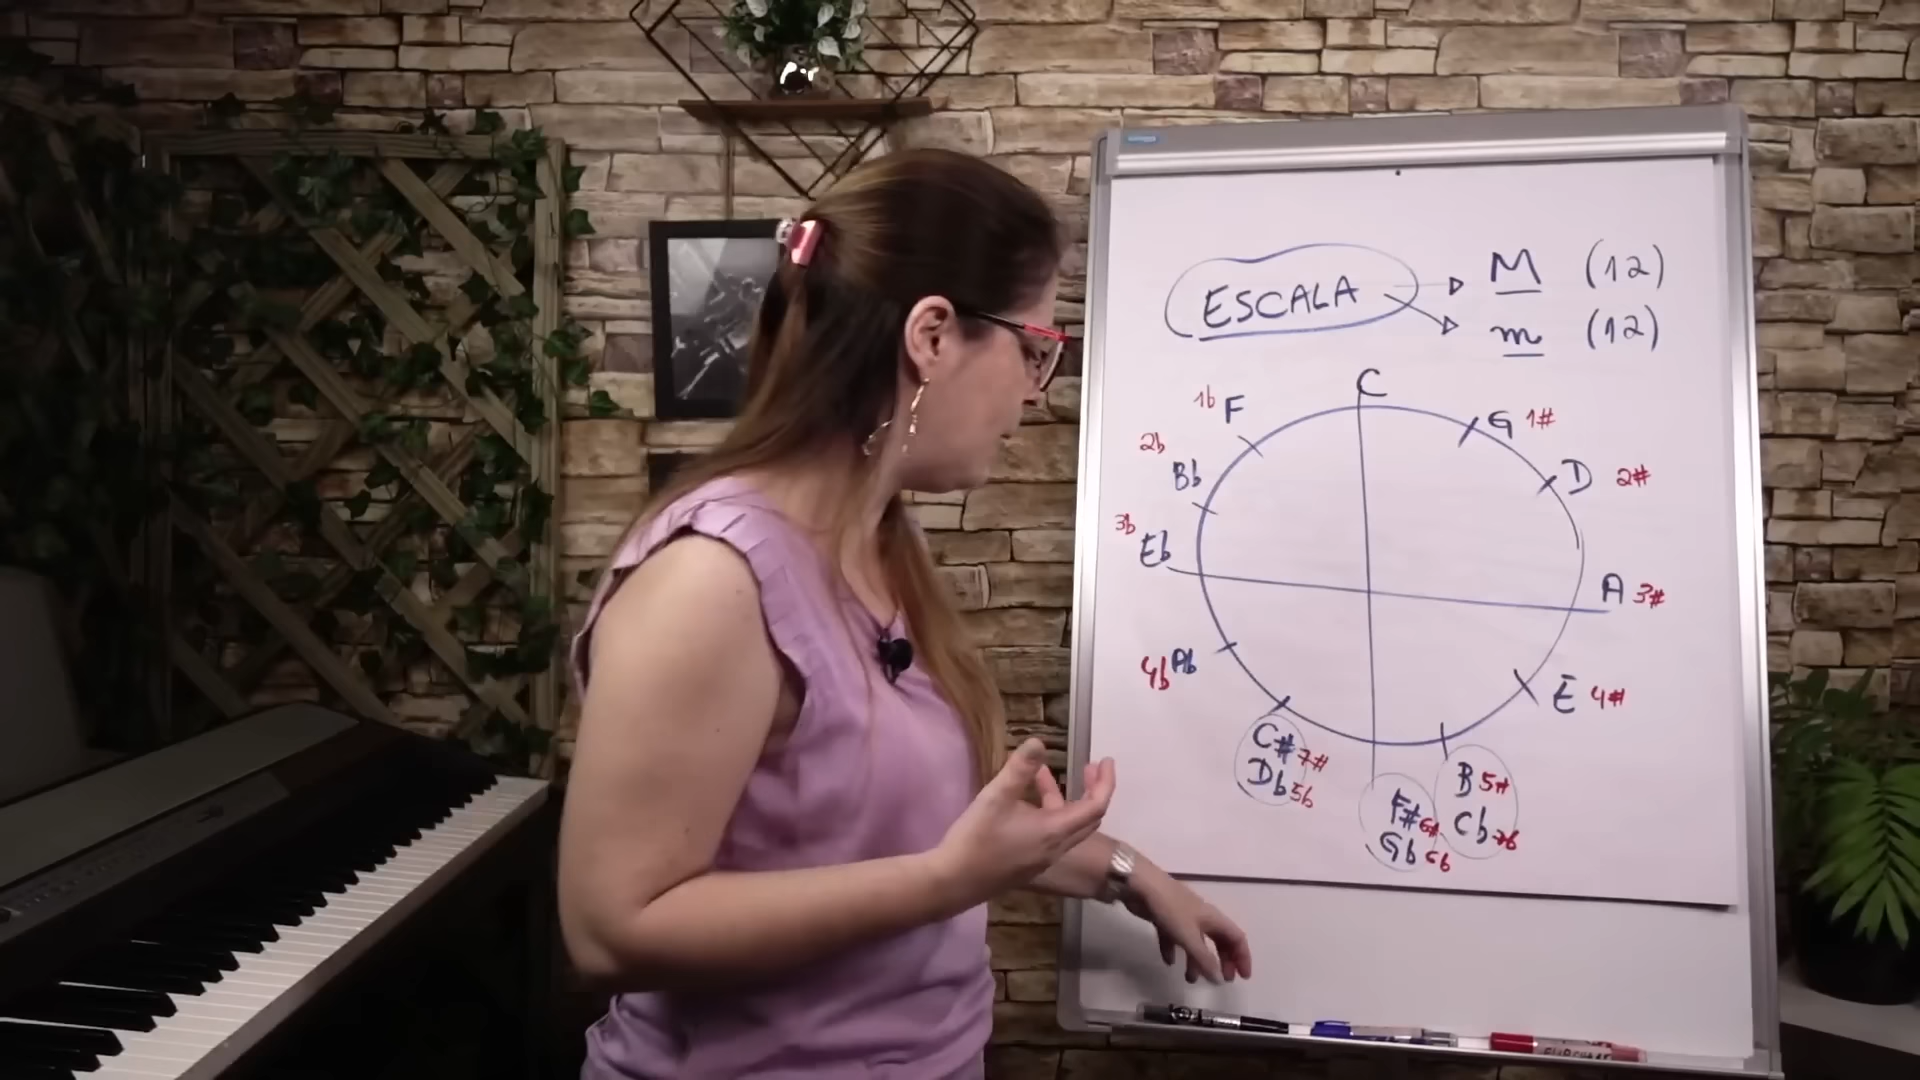 ESCALA M (12)
m (12)
C
1b F
G 1#
2b
Bb
D 2#
3b
Eb
A 3#
4b Ab
E 4#
C# 7#
Db 5b
B 5#
Cb 7b
F# 6#
Gb 6b